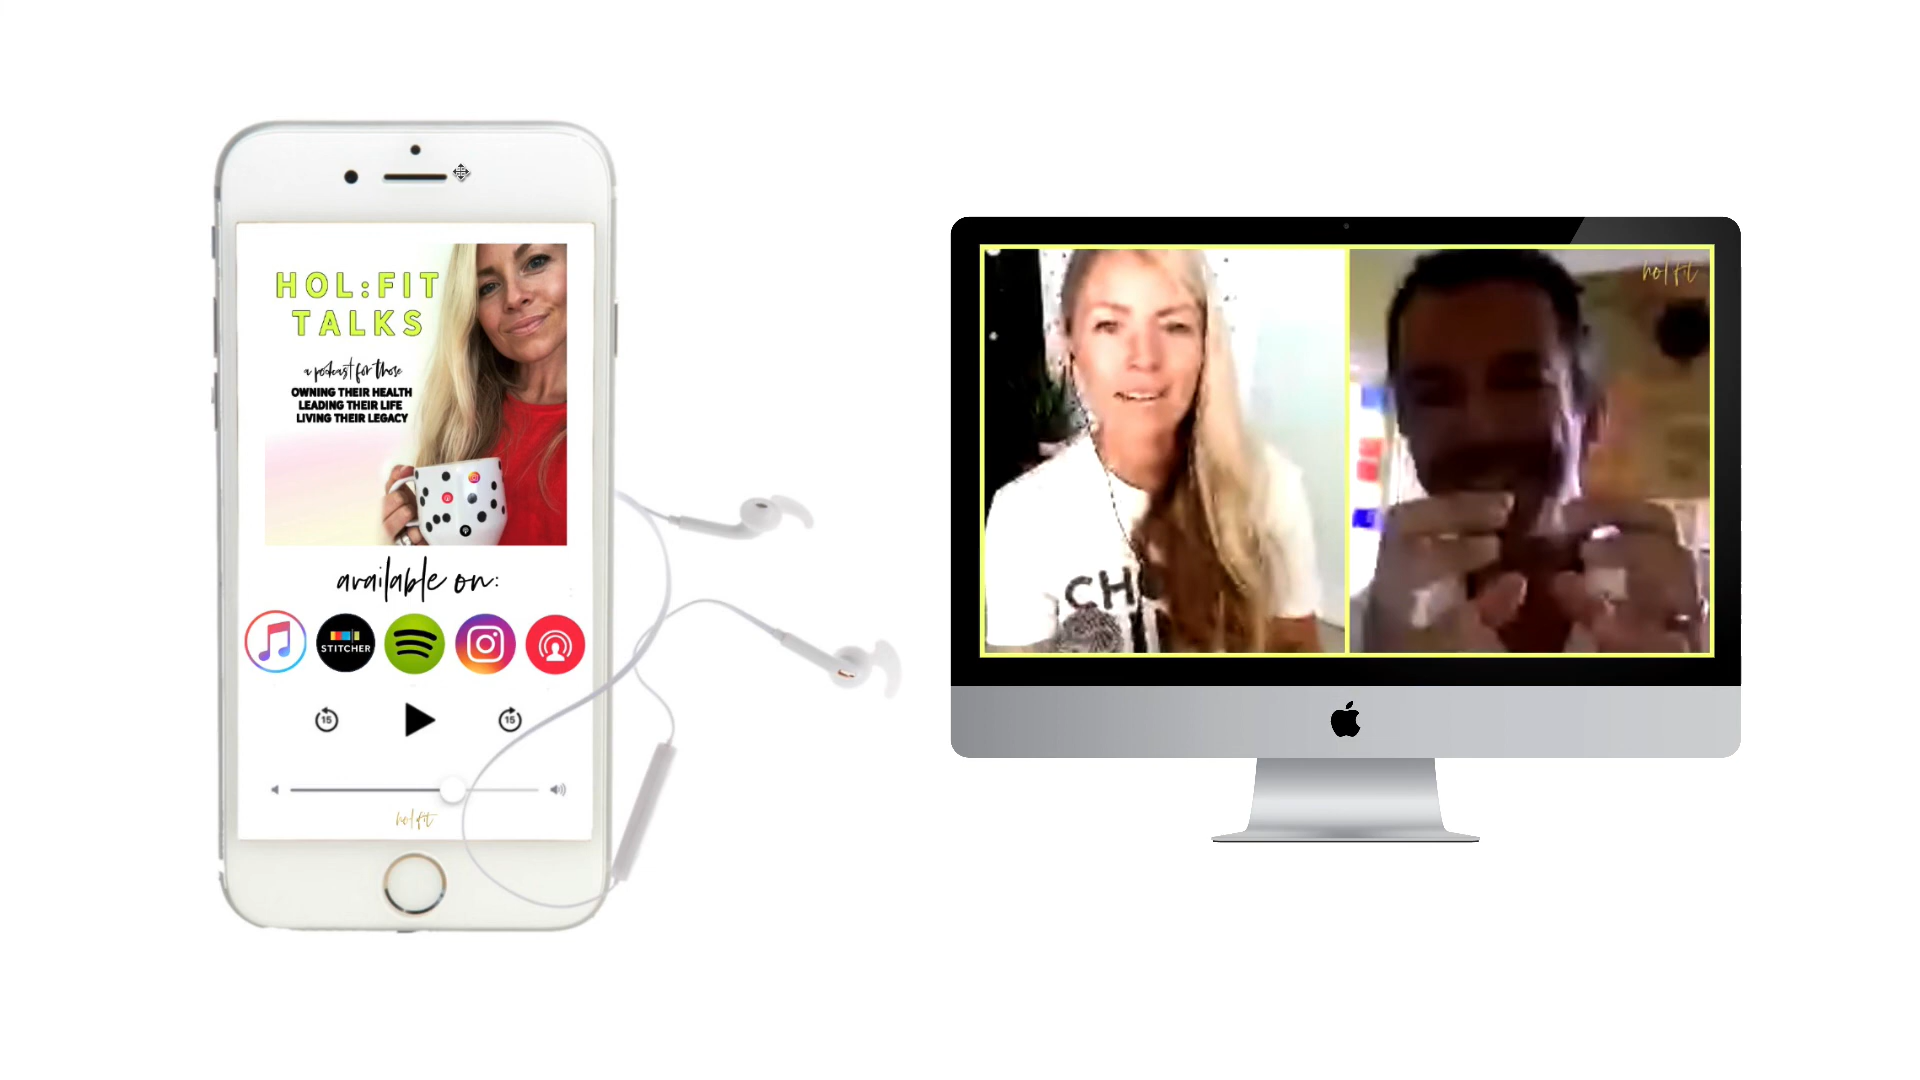 HOL:FIT
TALKS
a podcast for those
OWNING THEIR HEALTH
LEADING THEIR LIFE
LIVING THEIR LEGACY
available on:
STITCHER
15
15
hol fit
hol fit
CH